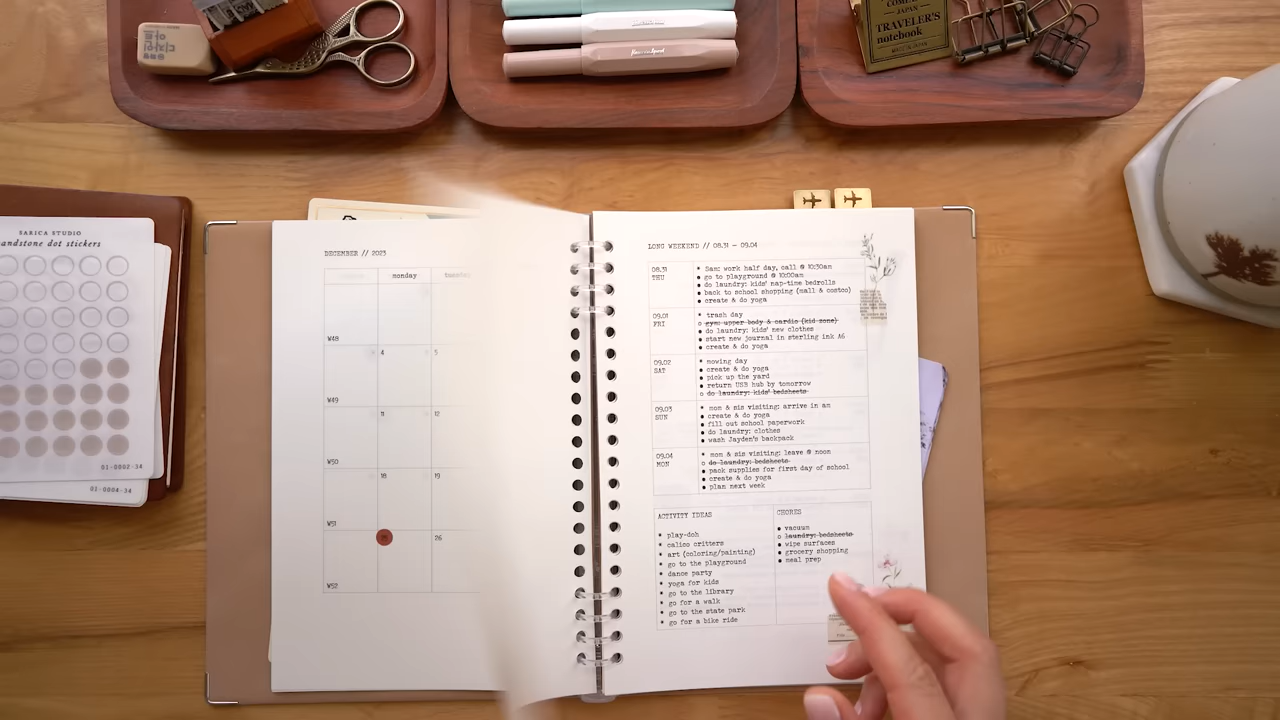 COME
JAPAN
TRAVELER'S
notebook
MADE IN JAPAN
SARICA STUDIO
andstone dot stickers
01-0002-34
01-0004-34
DECEMBER // 2023
monday
tuesday
W48
4
5
W49
11
12
W50
18
19
W51
25
26
W52
LONG WEEKEND // 08.31 – 09.04
08.31
THU
* Sam: work half day, call @ 10:30am
● go to playground @ 10:00am
● do laundry: kids' nap-time bedrolls
● back to school shopping (mall & costco)
● create & do yoga
09.01
FRI
* trash day
o gym: upper body & cardio (kid zone)
● do laundry: kids' new clothes
● start new journal in sterling ink A6
● create & do yoga
09.02
SAT
* mowing day
● create & do yoga
● pick up the yard
● return USB hub by tomorrow
o do laundry: kids' bedsheets
09.03
SUN
* mom & sis visiting: arrive in am
● create & do yoga
● fill out school paperwork
● do laundry: clothes
● wash Jayden's backpack
09.04
MON
* mom & sis visiting: leave @ noon
o do laundry: bedsheets
● pack supplies for first day of school
● create & do yoga
● plan next week
ACTIVITY IDEAS
* play-doh
* calico critters
* art (coloring/painting)
* go to the playground
* dance party
* yoga for kids
* go to the library
* go for a walk
* go to the state park
* go for a bike ride
CHORES
● vacuum
o laundry: bedsheets
● wipe surfaces
● grocery shopping
● meal prep